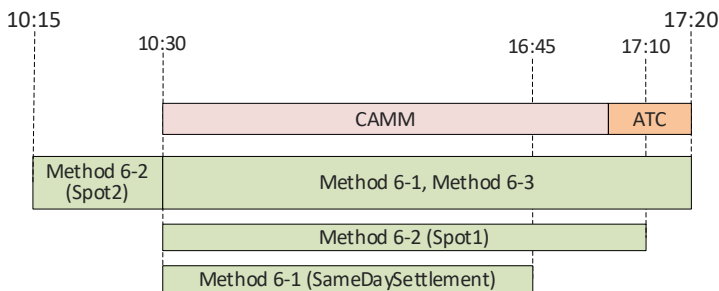 10:15
17:20
10:30
16:45
17:10
CAMM
ATC
Method 6-2
(Spot2)
Method 6-1, Method 6-3
Method 6-2 (Spot1)
Method 6-1 (SameDaySettlement)